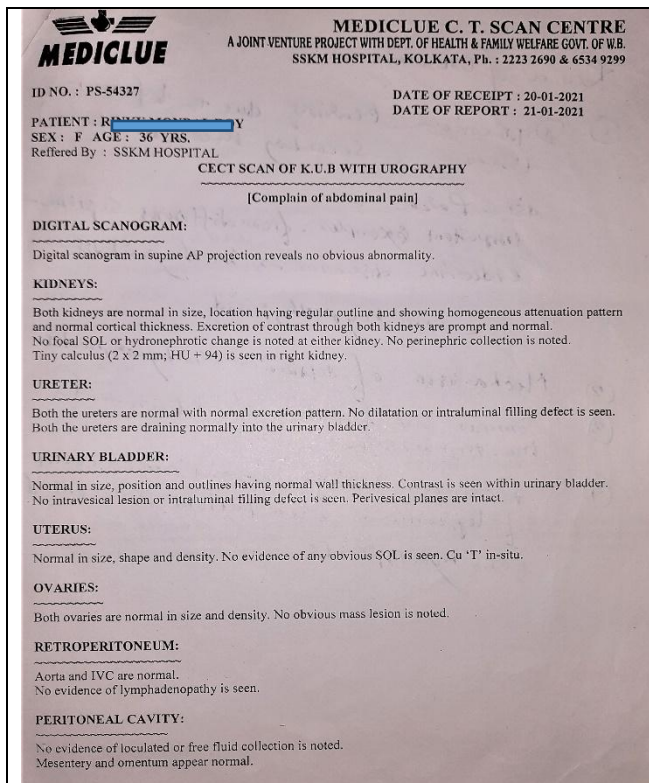 MEDICLUE
MEDICLUE C. T. SCAN CENTRE
A JOINT VENTURE PROJECT WITH DEPT. OF HEALTH & FAMILY WELFARE GOVT. OF W.B.
SSKM HOSPITAL, KOLKATA, Ph. : 2223 2690 & 6534 9299
ID NO. : PS-54327
DATE OF RECEIPT : 20-01-2021
DATE OF REPORT : 21-01-2021
PATIENT :
SEX : F AGE : 36 YRS.
Reffered By : SSKM HOSPITAL
CECT SCAN OF K.U.B WITH UROGRAPHY
[Complain of abdominal pain]
DIGITAL SCANOGRAM:
Digital scanogram in supine AP projection reveals no obvious abnormality.
KIDNEYS:
Both kidneys are normal in size, location having regular outline and showing homogeneous attenuation pattern
and normal cortical thickness. Excretion of contrast through both kidneys are prompt and normal.
No focal SOL or hydronephrotic change is noted at either kidney. No perinephric collection is noted.
Tiny calculus (2 x 2 mm; HU + 94) is seen in right kidney.
URETER:
Both the ureters are normal with normal excretion pattern. No dilatation or intraluminal filling defect is seen.
Both the ureters are draining normally into the urinary bladder.
URINARY BLADDER:
Normal in size, position and outlines having normal wall thickness. Contrast is seen within urinary bladder.
No intravesical lesion or intraluminal filling defect is seen. Perivesical planes are intact.
UTERUS:
Normal in size, shape and density. No evidence of any obvious SOL is seen. Cu ‘T’ in-situ.
OVARIES:
Both ovaries are normal in size and density. No obvious mass lesion is noted.
RETROPERITONEUM:
Aorta and IVC are normal.
No evidence of lymphadenopathy is seen.
PERITONEAL CAVITY:
No evidence of loculated or free fluid collection is noted.
Mesentery and omentum appear normal.